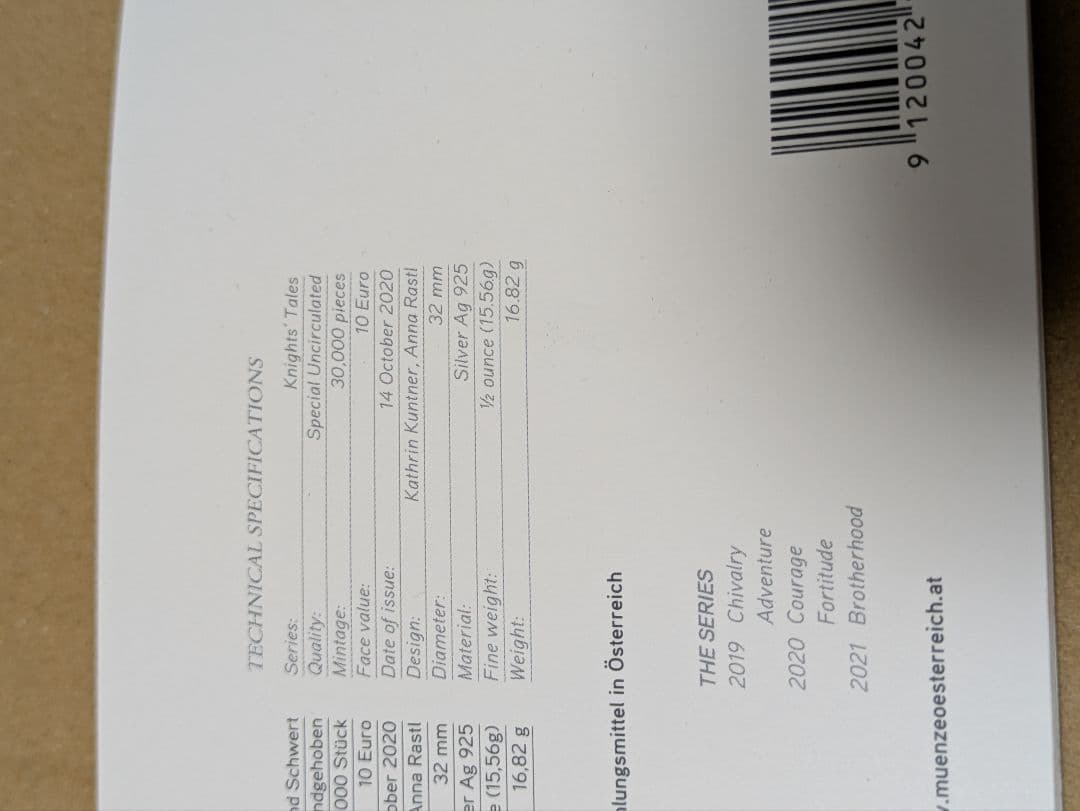 nd Schwert
ndgehoben
000 Stück
10 Euro
ober 2020
Anna Rastl
32 mm
er Ag 925
e (15,56g)
16,82 g
TECHNICAL SPECIFICATIONS
Series: Knights' Tales
Quality: Special Uncirculated
Mintage: 30,000 pieces
Face value: 10 Euro
Date of issue: 14 October 2020
Design: Kathrin Kuntner, Anna Rastl
Diameter: 32 mm
Material: Silver Ag 925
Fine weight: ½ ounce (15.56g)
Weight: 16.82 g
lungsmittel in Österreich
THE SERIES
2019 Chivalry
Adventure
2020 Courage
Fortitude
2021 Brotherhood
.muenzeoesterreich.at
9 120042